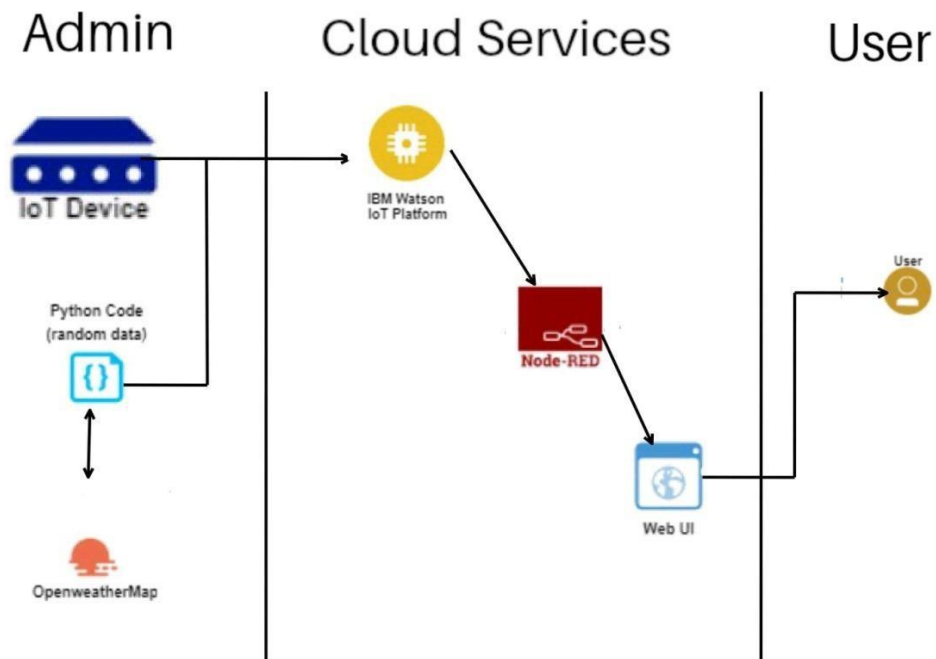 Admin
Cloud Services
User
IoT Device
IBM Watson
IoT Platform
User
Python Code
(random data)
{}
Node-RED
Web UI
OpenweatherMap